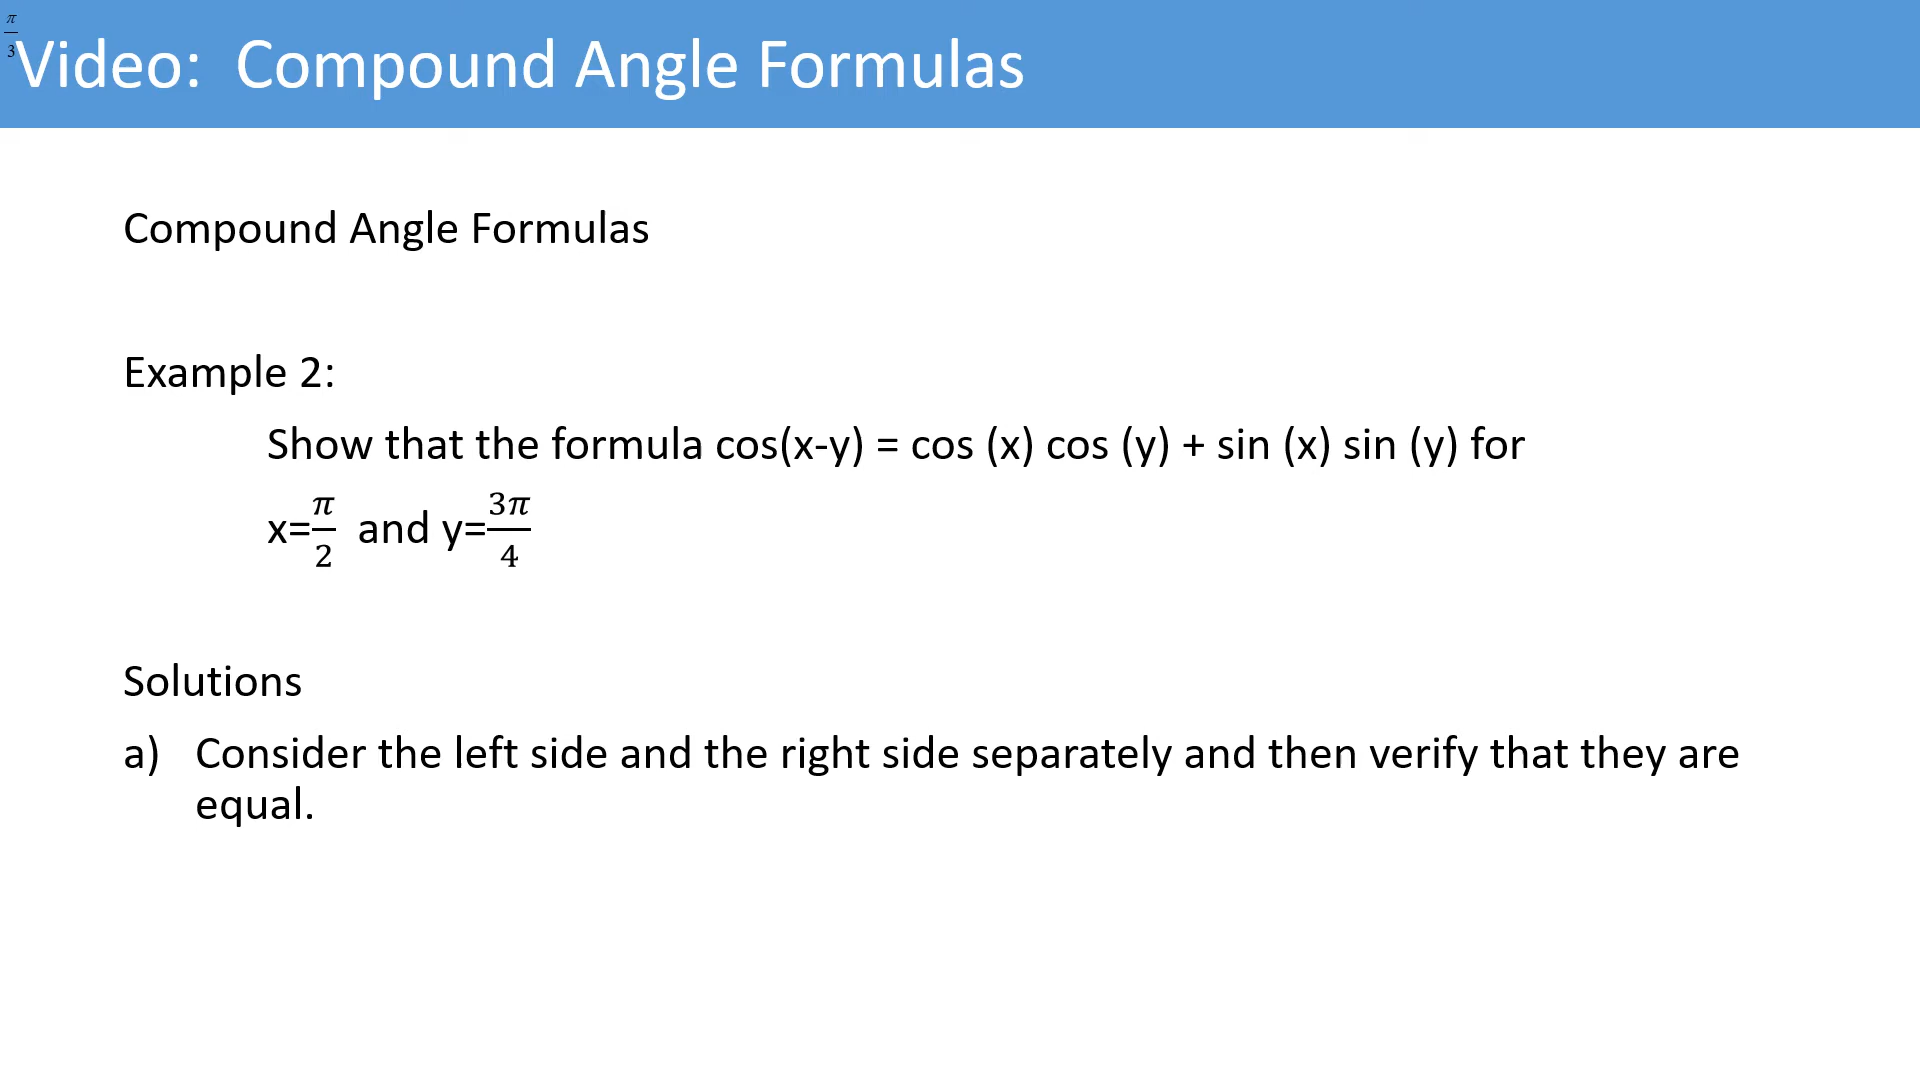 π/3
Video: Compound Angle Formulas
Compound Angle Formulas
Example 2:
Show that the formula cos(x-y) = cos (x) cos (y) + sin (x) sin (y) for
x=π/2 and y=3π/4
Solutions
a) Consider the left side and the right side separately and then verify that they are
equal.